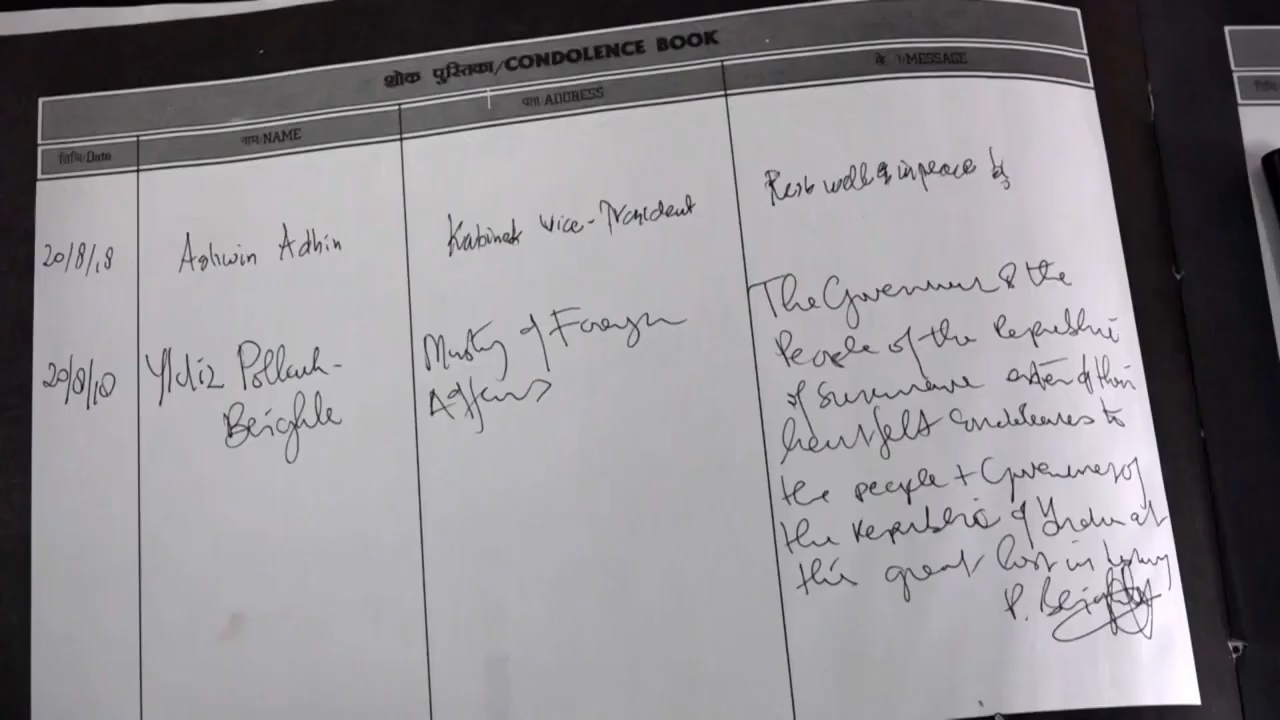 शोक पुस्तिका/CONDOLENCE BOOK
तिथि/Date
नाम/NAME
पता/ADDRESS
MESSAGE
20/8/18
Ashwin Adhin
Kabinet Vice-President
Rest well & in peace
20/8/18
Yldiz Pollack-
Beighle
Ministry of Foreign
Affairs
The Government & the
People of the Republic
of Suriname extend their
heartfelt condolences to
the people + Government of
the Republic of India at
this great loss in
P. Beighle